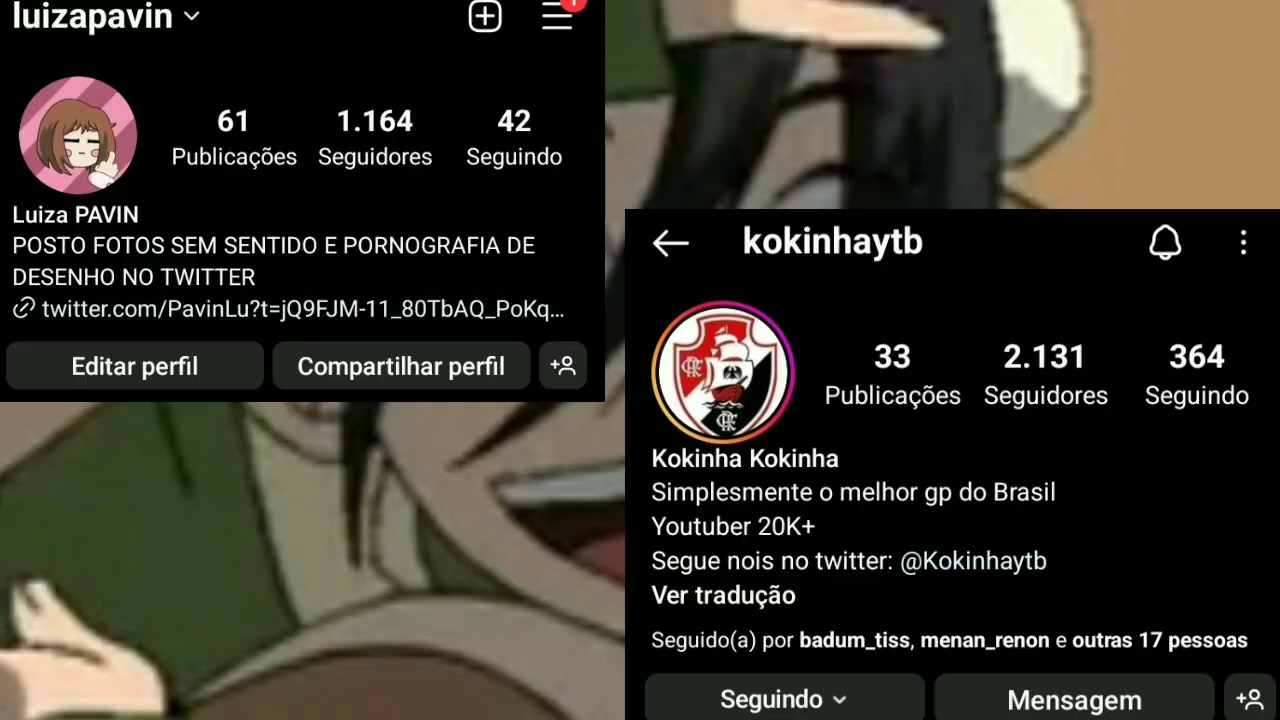 luizapavin
1
61 1.164 42
Publicações Seguidores Seguindo
Luiza PAVIN
POSTO FOTOS SEM SENTIDO E PORNOGRAFIA DE
DESENHO NO TWITTER
twitter.com/PavinLu?t=jQ9FJM-11_80TbAQ_PoKq...
Editar perfil Compartilhar perfil
kokinhaytb
33 2.131 364
Publicações Seguidores Seguindo
Kokinha Kokinha
Simplesmente o melhor gp do Brasil
Youtuber 20K+
Segue nois no twitter: @Kokinhaytb
Ver tradução
Seguido(a) por badum_tiss, menan_renon e outras 17 pessoas
Seguindo Mensagem